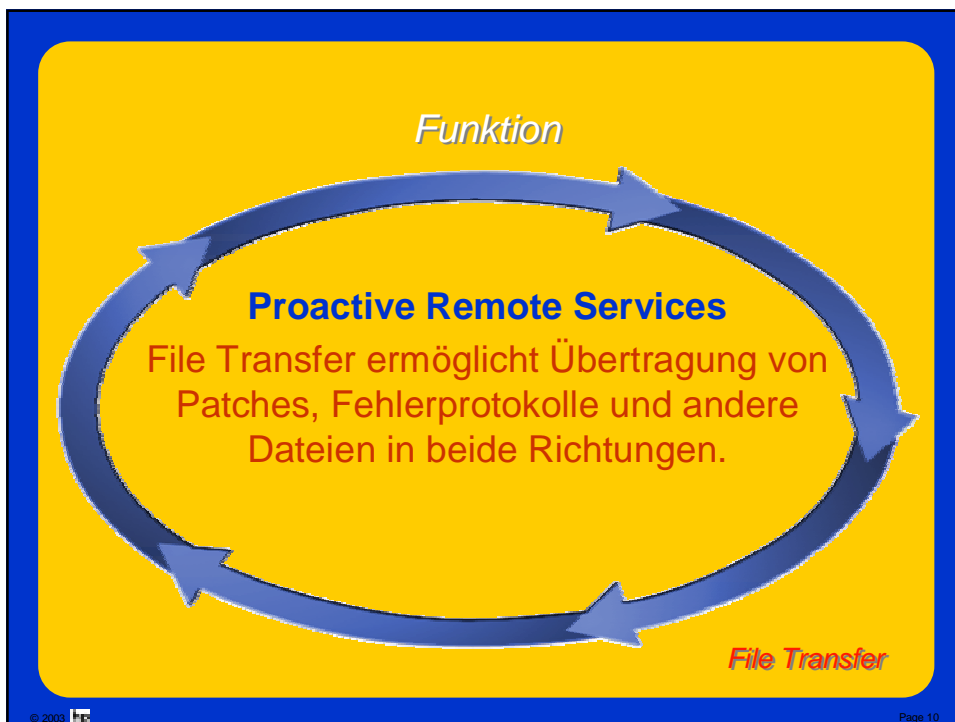 Funktion
Proactive Remote Services
File Transfer ermöglicht Übertragung von
Patches, Fehlerprotokolle und andere
Dateien in beide Richtungen.
File Transfer
© 2003
Page 10